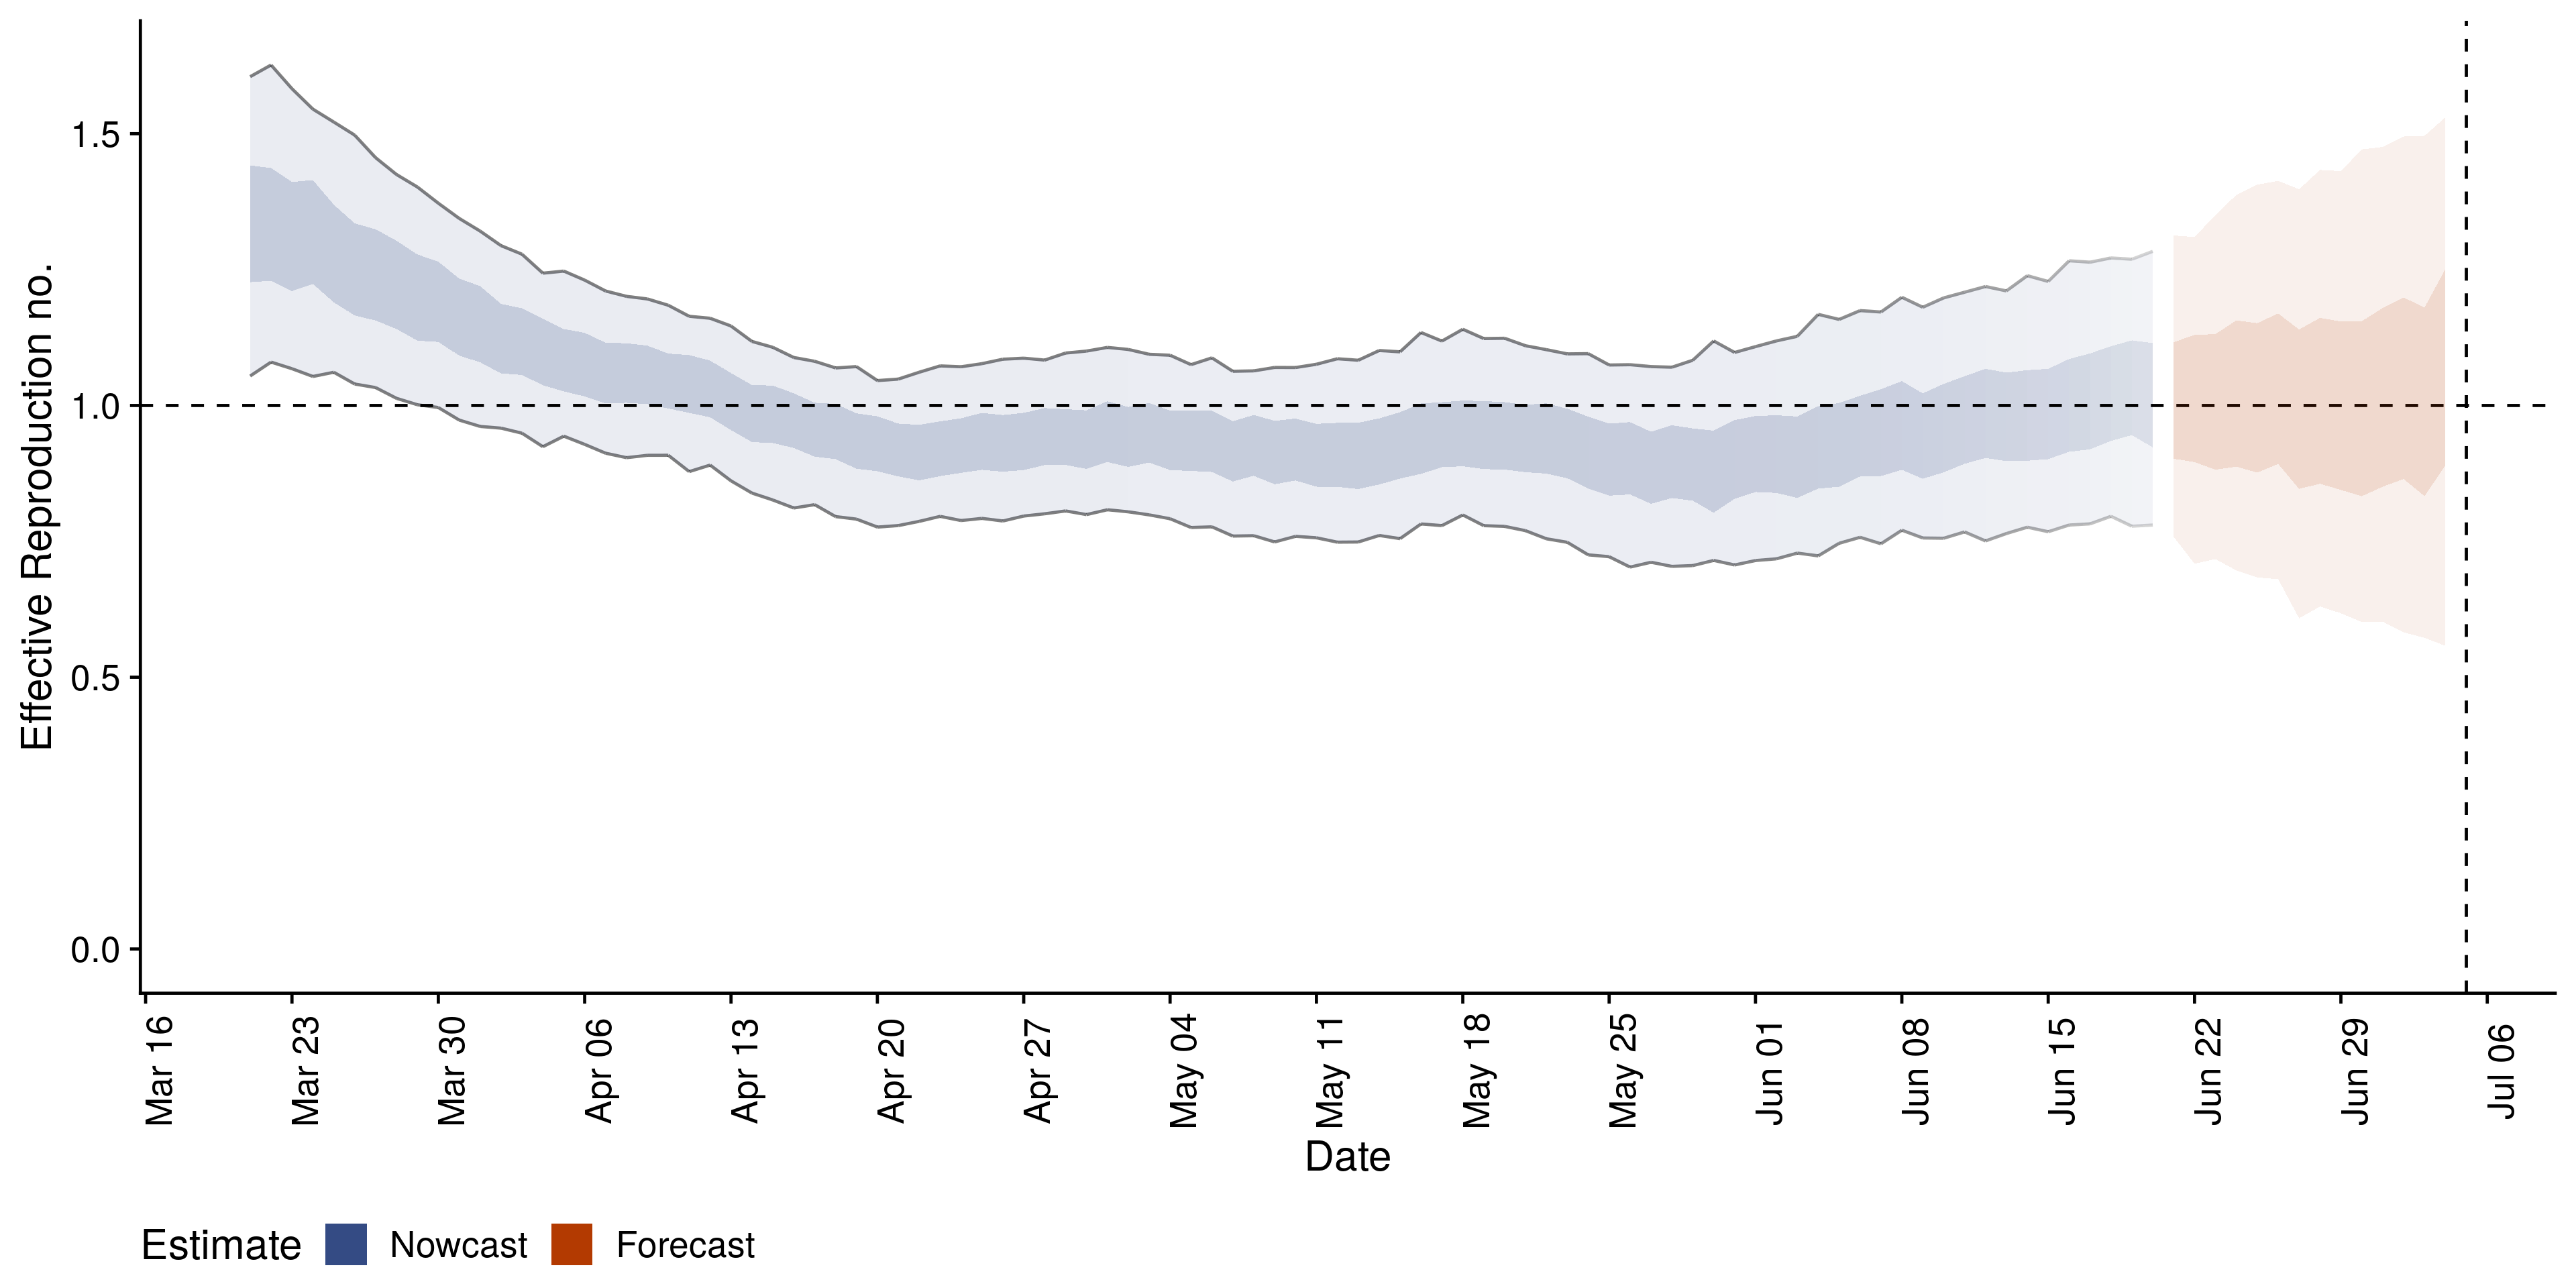 Effective Reproduction no.
1.5
1.0
0.5
0.0
Mar 16
Mar 23
Mar 30
Apr 06
Apr 13
Apr 20
Apr 27
May 04
May 11
May 18
May 25
Jun 01
Jun 08
Jun 15
Jun 22
Jun 29
Jul 06
Date
Estimate Nowcast Forecast